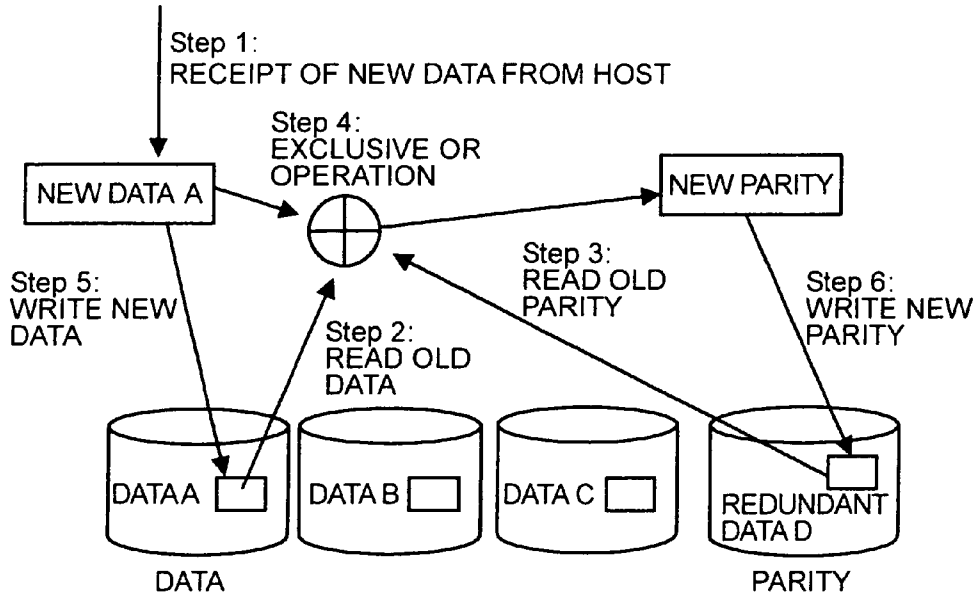 Step 1:
RECEIPT OF NEW DATA FROM HOST
Step 4:
EXCLUSIVE OR
OPERATION
NEW DATA A
NEW PARITY
Step 3:
READ OLD
PARITY
Step 5:
WRITE NEW
DATA
Step 6:
WRITE NEW
PARITY
Step 2:
READ OLD
DATA
DATA A
DATA B
DATA C
REDUNDANT
DATA D
DATA
PARITY